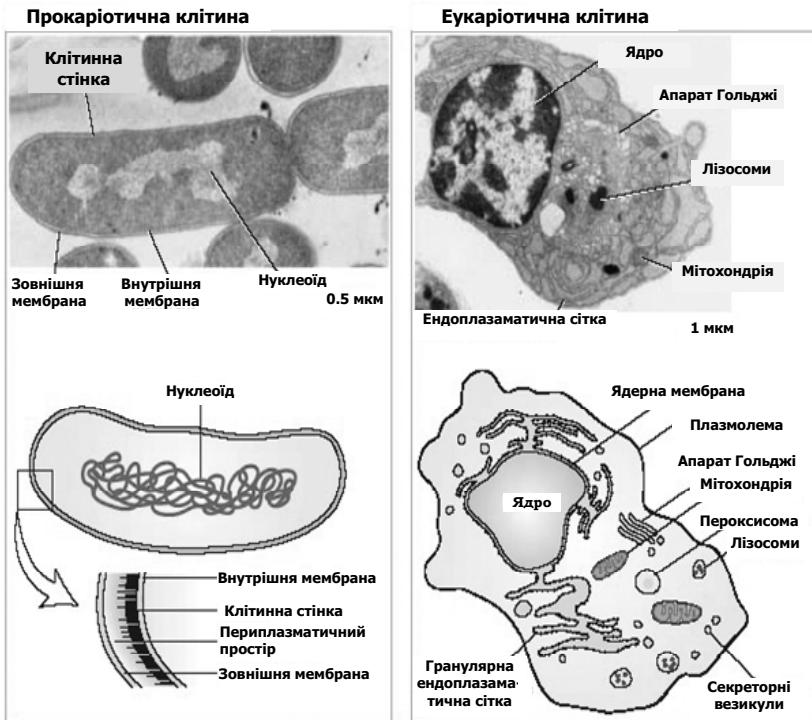 Прокаріотична клітина
Клітинна
стінка
Зовнішня
мембрана
Внутрішня
мембрана
Нуклеоїд
0.5 мкм
Нуклеоїд
Внутрішня мембрана
Клітинна стінка
Периплазматичний
простір
Зовнішня мембрана
Еукаріотична клітина
Ядро
Апарат Гольджі
Лізосоми
Мітохондрія
Ендоплазаматична сітка
1 мкм
Ядерна мембрана
Плазмолема
Апарат Гольджі
Мітохондрія
Ядро
Пероксисома
Лізосоми
Гранулярна
ендоплазама-
тична сітка
Секреторні
везикули